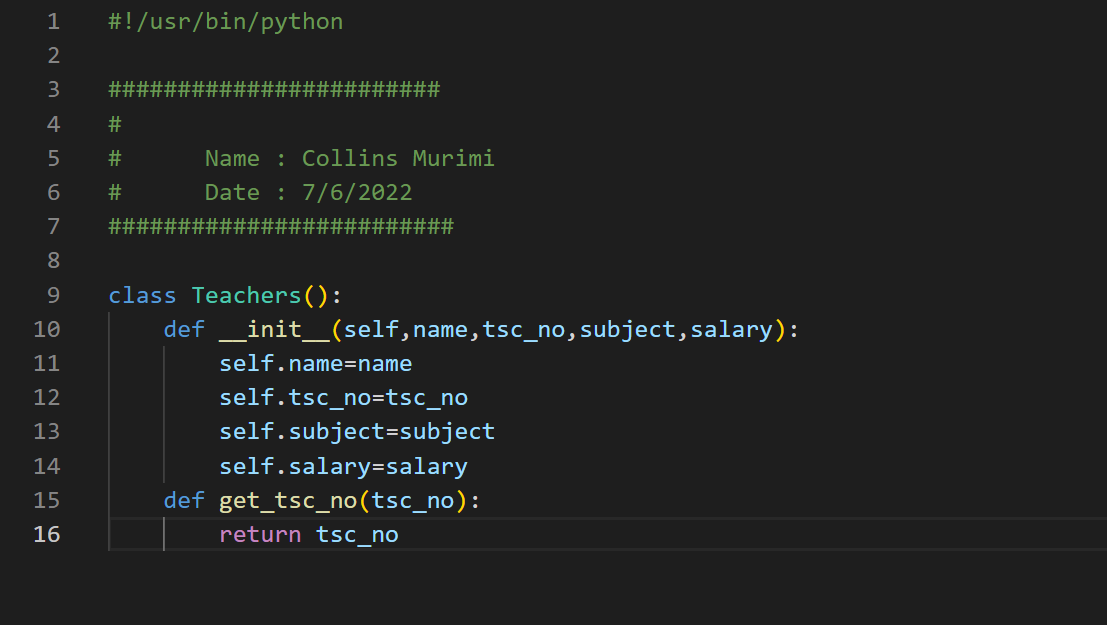 1 #!/usr/bin/python
2
3 ########################
4 #
5 #      Name : Collins Murimi
6 #      Date : 7/6/2022
7 #########################
8
9 class Teachers():
10     def __init__(self,name,tsc_no,subject,salary):
11         self.name=name
12         self.tsc_no=tsc_no
13         self.subject=subject
14         self.salary=salary
15     def get_tsc_no(tsc_no):
16         return tsc_no